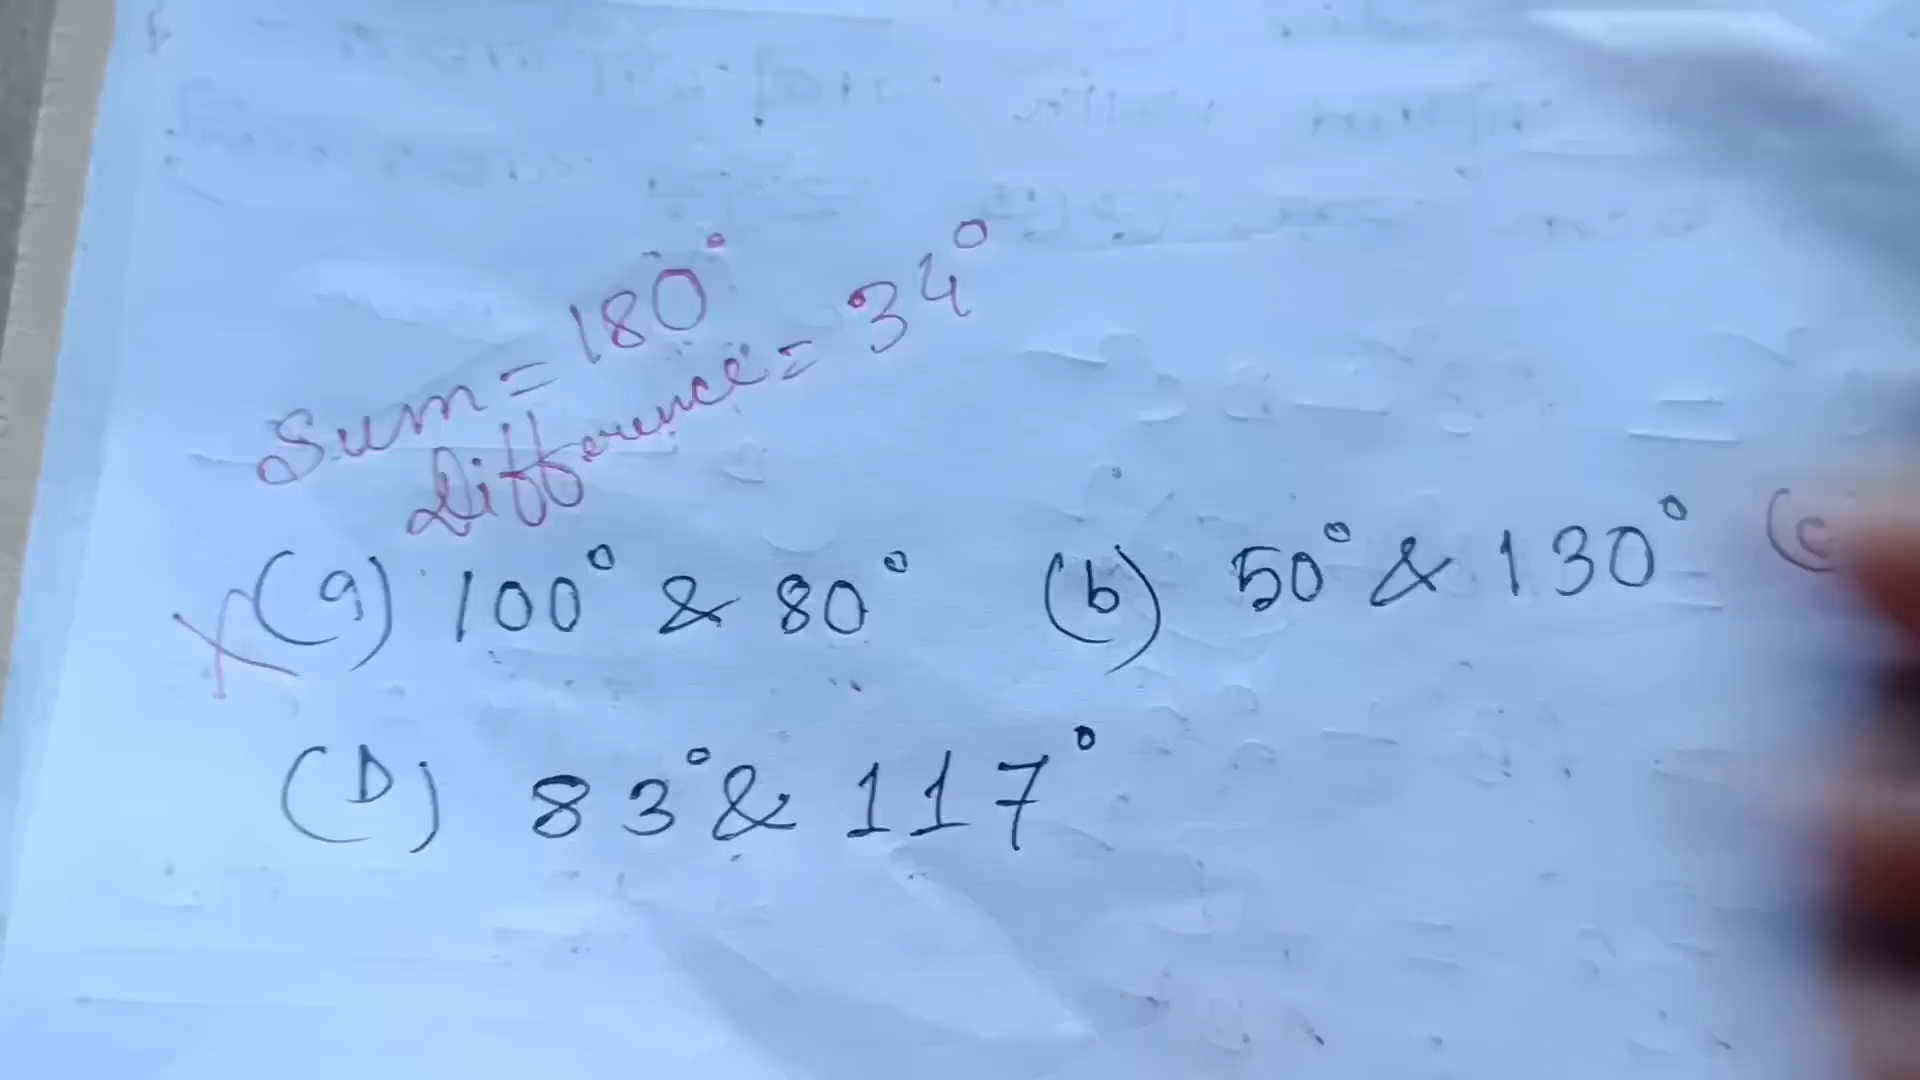 Sum = 180°
Difference = 34°
(a) 100° & 80° (b) 50° & 130° (c
(D) 83° & 117°